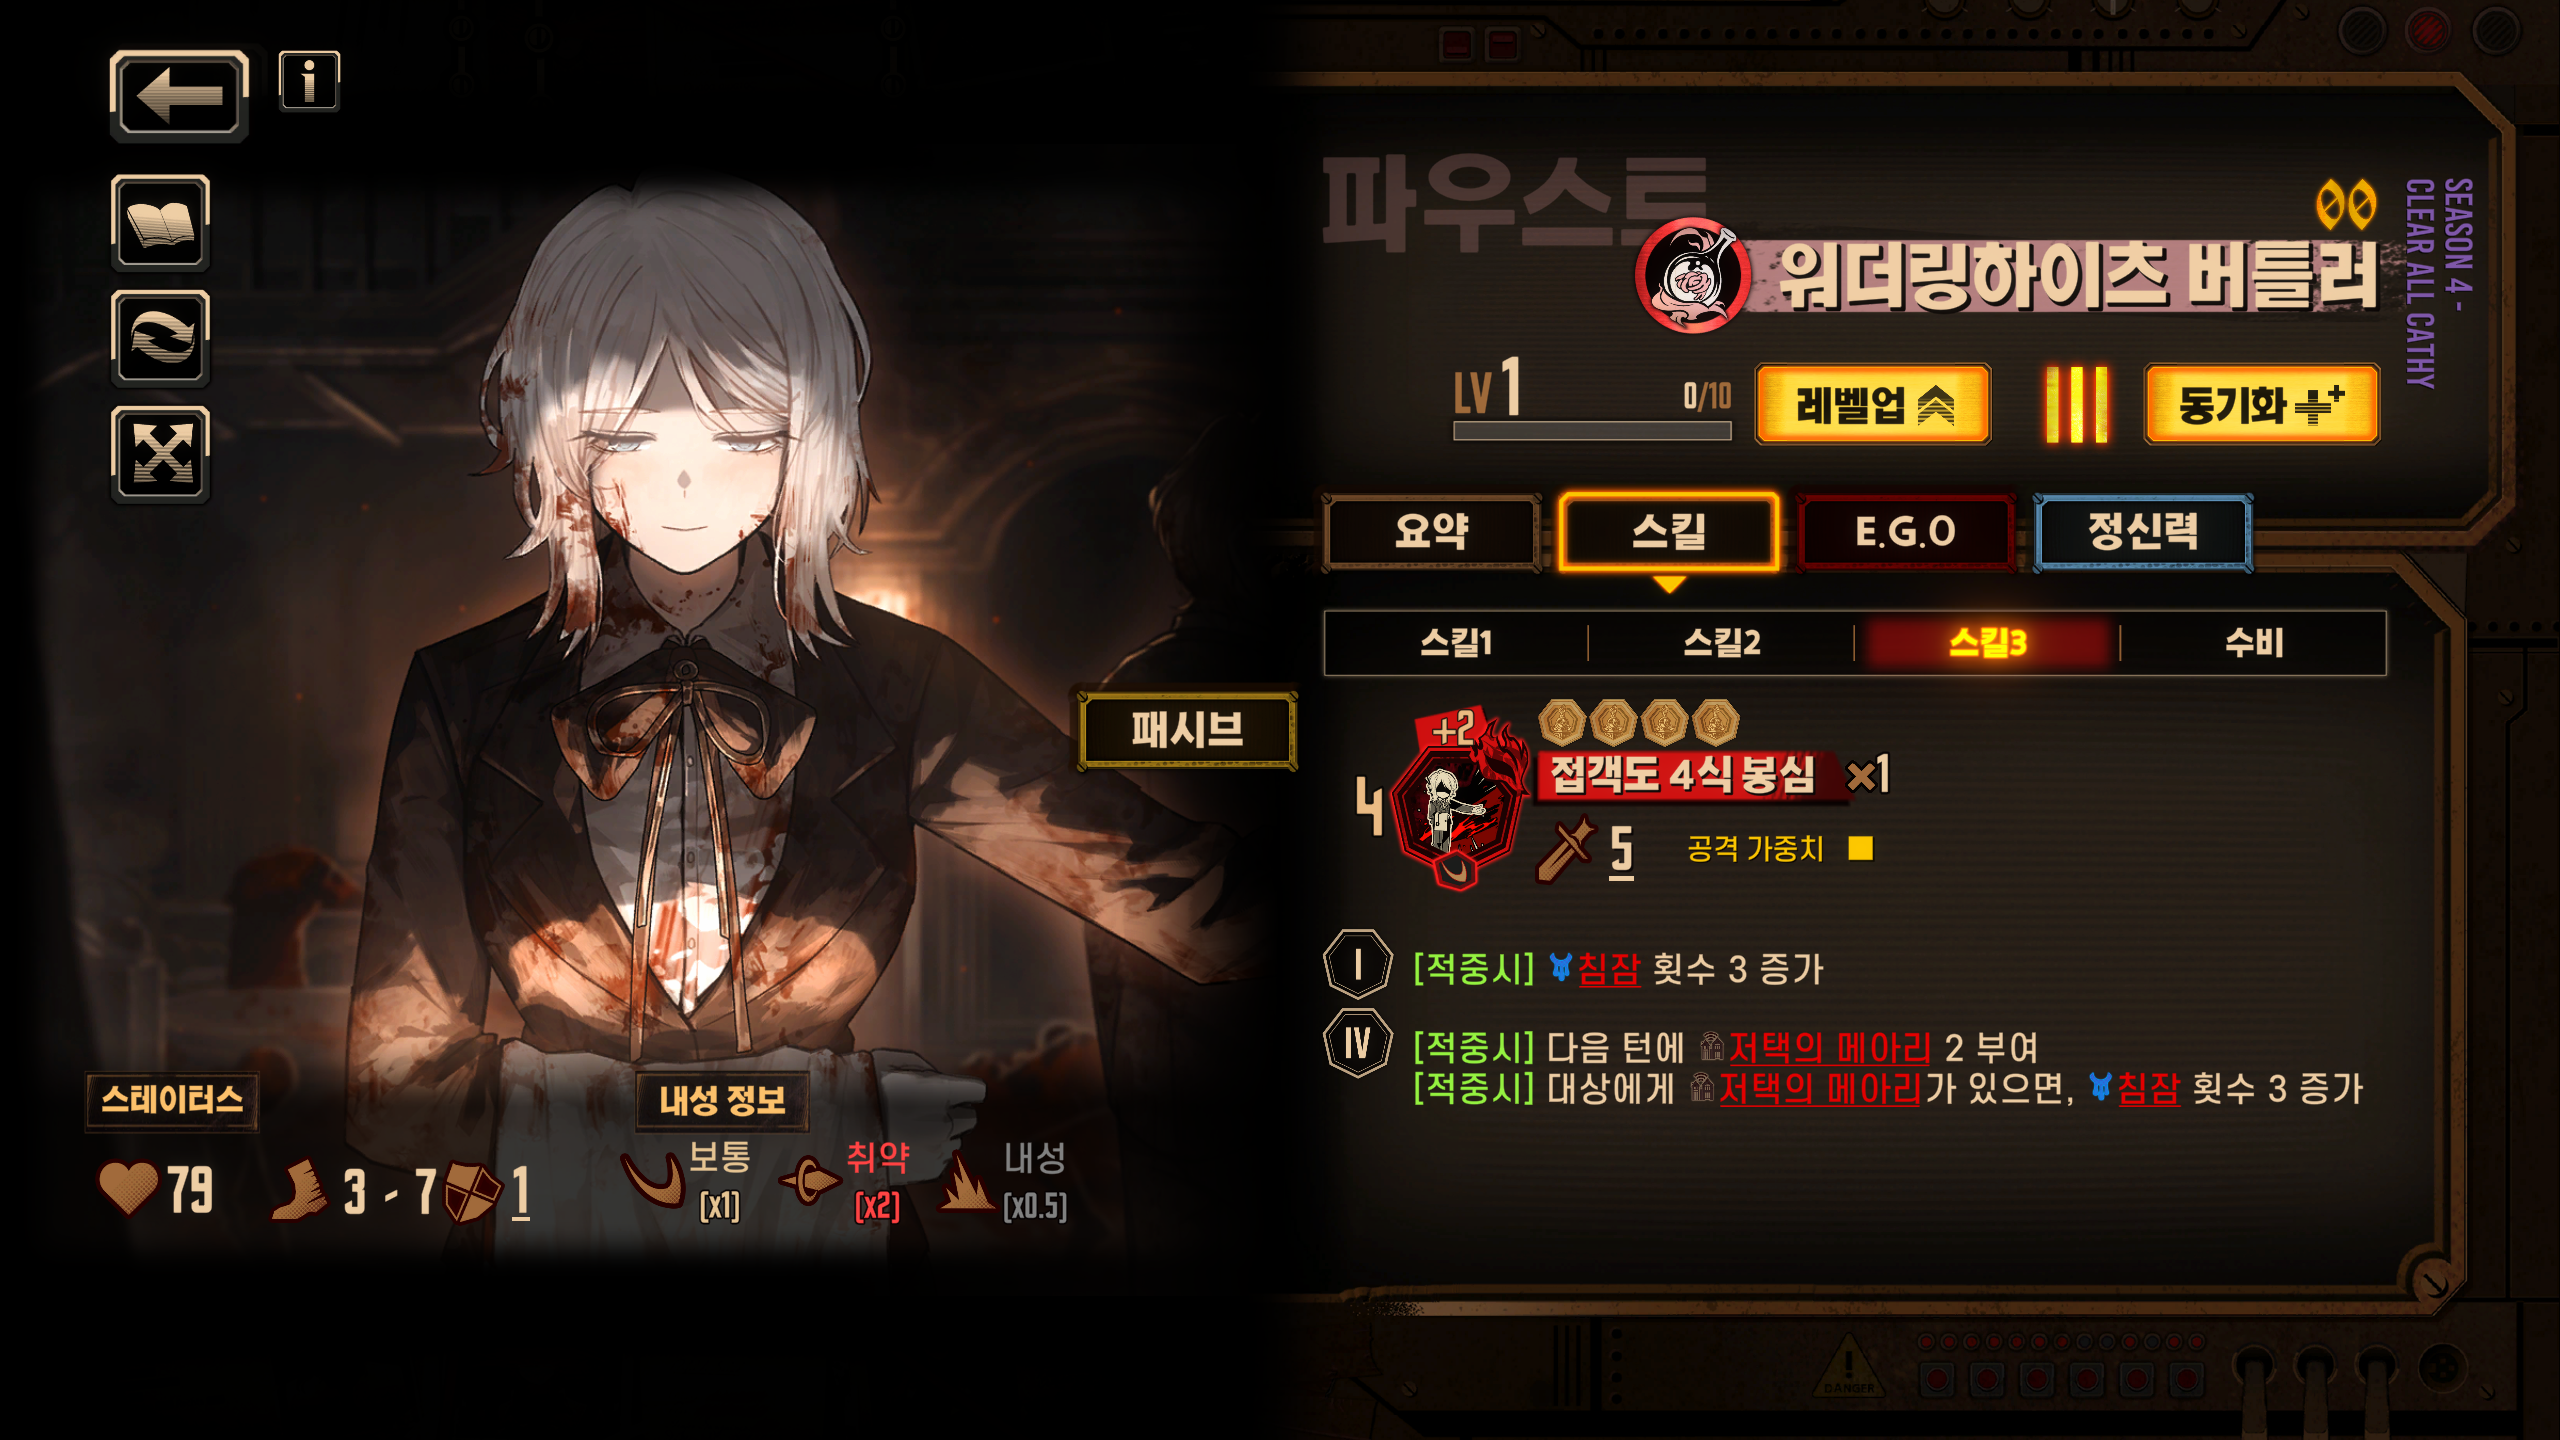 파우스트
워더링하이츠 버틀러
SEASON 4 -
CLEAR ALL CATHY
LV 1
0/10
레벨업
동기화
요약
스킬
E.G.O
정신력
스킬1
스킬2
스킬3
수비
패시브
+2
4
접객도 4식 봉심 ×1
5
공격 가중치
I
[적중시] 침잠 횟수 3 증가
IV
[적중시] 다음 턴에 저택의 메아리 2 부여
[적중시] 대상에게 저택의 메아리가 있으면, 침잠 횟수 3 증가
스테이터스
79
3 - 7
1
내성 정보
보통
[x1]
취약
[x2]
내성
[x0.5]
DANGER